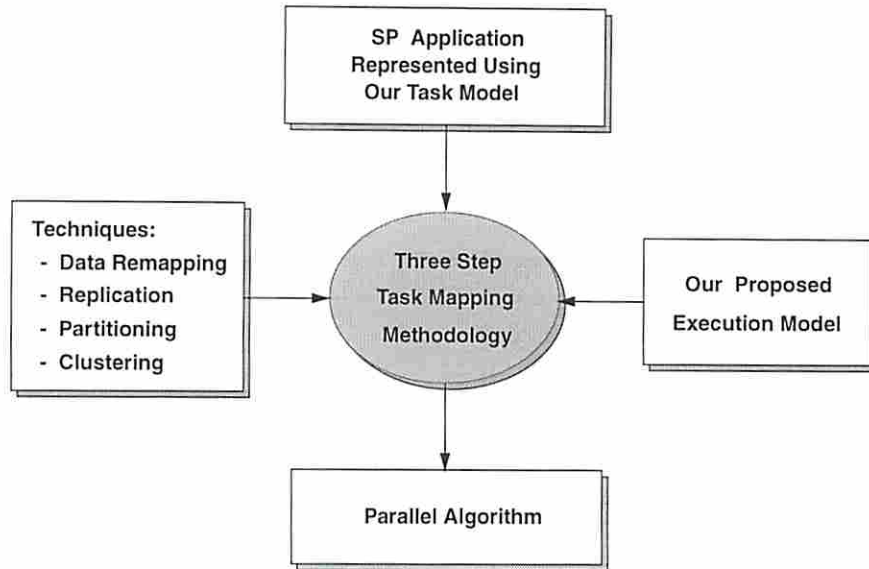 SP Application
Represented Using
Our Task Model
Techniques:
- Data Remapping
- Replication
- Partitioning
- Clustering
Three Step
Task Mapping
Methodology
Our Proposed
Execution Model
Parallel Algorithm